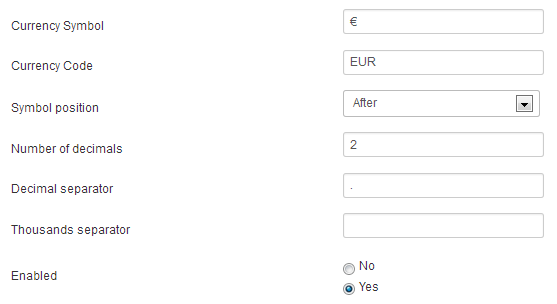 Currency Symbol €
Currency Code EUR
Symbol position After
Number of decimals 2
Decimal separator .
Thousands separator
Enabled No
Yes